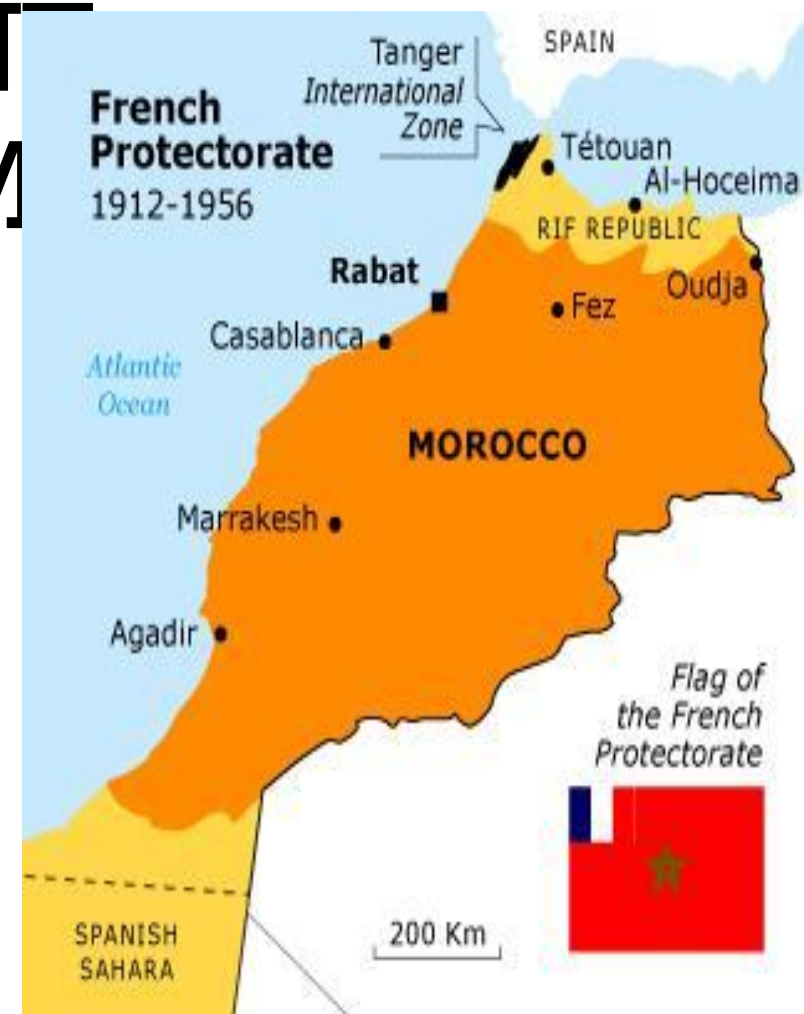 French
Protectorate
1912-1956
Tanger
International
Zone
SPAIN
Tétouan
Al-Hoceima
RIF REPUBLIC
Rabat
Oudja
Fez
Casablanca
Atlantic
Ocean
MOROCCO
Marrakesh
Agadir
Flag of
the French
Protectorate
200 Km
SPANISH
SAHARA